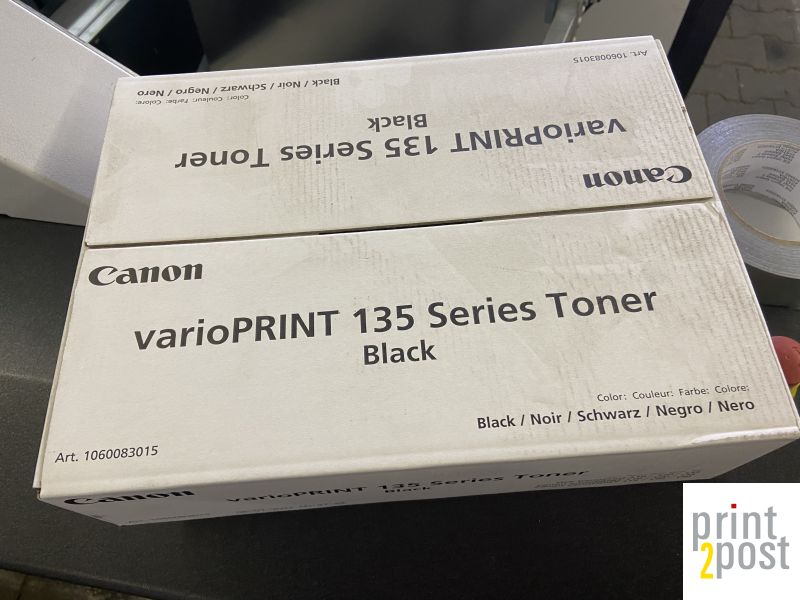 Art. 1060083015
Color: Couleur: Farbe: Colore:
Black / Noir / Schwarz / Negro / Nero
varioPRINT 135 Series Toner
Black
Canon
Canon
varioPRINT 135 Series Toner
Black
Color: Couleur: Farbe: Colore:
Black / Noir / Schwarz / Negro / Nero
Art. 1060083015
Canon
varioPRINT 135 Series Toner
Black
print
2post